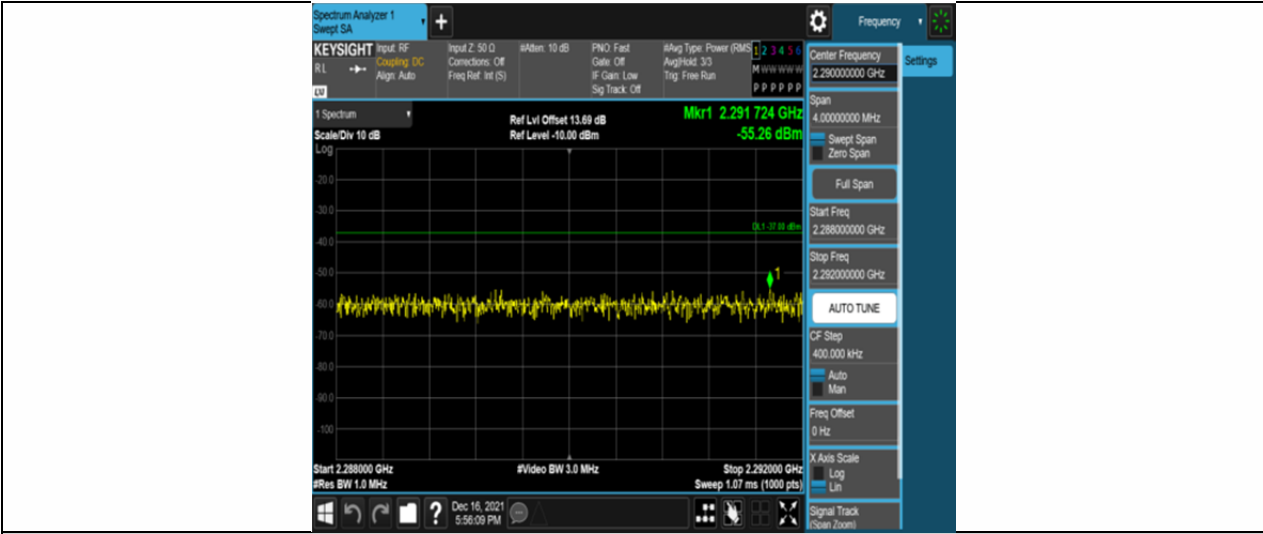 Spectrum Analyzer 1
Swept SA
+
Frequency
KEYSIGHT
Input: RF
Coupling: DC
Align: Auto
RL
LV
Input Z: 50 Ω
Corrections: Off
Freq Ref: Int (S)
#Atten: 10 dB
PNO: Fast
Gate: Off
IF Gain: Low
Sig Track: Off
#Avg Type: Power (RMS
Avg|Hold: 3/3
Trig: Free Run
1 2 3 4 5 6
M W W W W W
P P P P P P
1 Spectrum
Scale/Div 10 dB
Ref Lvl Offset 13.69 dB
Ref Level -10.00 dBm
Mkr1 2.291 724 GHz
-55.26 dBm
Log
-20.0
-30.0
DL1 -37.00 dBm
-40.0
-50.0
1
-60.0
-70.0
-80.0
-90.0
-100
Start 2.288000 GHz
#Res BW 1.0 MHz
#Video BW 3.0 MHz
Stop 2.292000 GHz
Sweep 1.07 ms (1000 pts)
?
Dec 16, 2021
5:56:09 PM
Center Frequency
2.290000000 GHz
Settings
Span
4.00000000 MHz
Swept Span
Zero Span
Full Span
Start Freq
2.288000000 GHz
Stop Freq
2.292000000 GHz
AUTO TUNE
CF Step
400.000 kHz
Auto
Man
Freq Offset
0 Hz
X Axis Scale
Log
Lin
Signal Track
(Span Zoom)